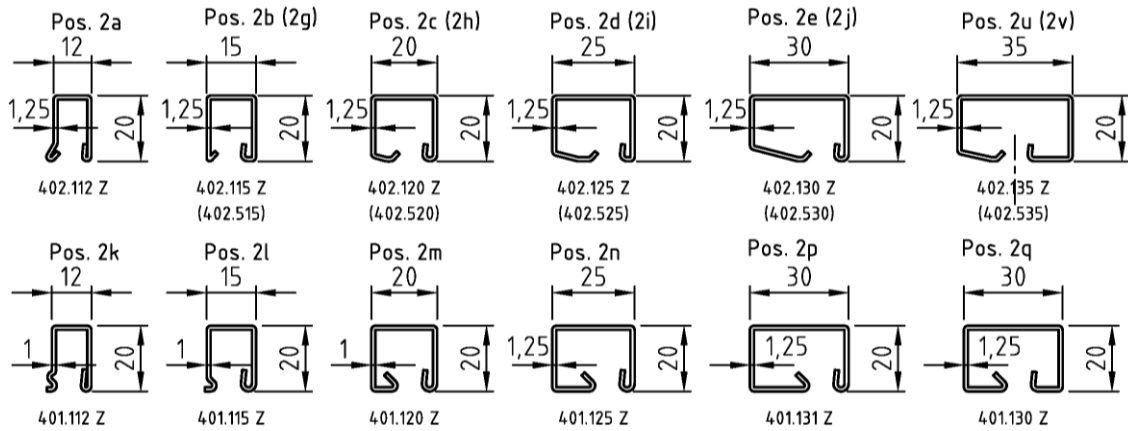 Pos. 2a Pos. 2b (2g) Pos. 2c (2h) Pos. 2d (2i) Pos. 2e (2j) Pos. 2u (2v)
12 15 20 25 30 35
1,25 20 1,25 20 1,25 20 1,25 20 1,25 20 1,25 20
402.112 Z 402.115 Z 402.120 Z 402.125 Z 402.130 Z 402.135 Z
(402.515) (402.520) (402.525) (402.530) (402.535)
Pos. 2k Pos. 2l Pos. 2m Pos. 2n Pos. 2p Pos. 2q
12 15 20 25 30 30
1 20 1 20 1 20 1,25 20 1,25 20 1,25 20
401.112 Z 401.115 Z 401.120 Z 401.125 Z 401.131 Z 401.130 Z